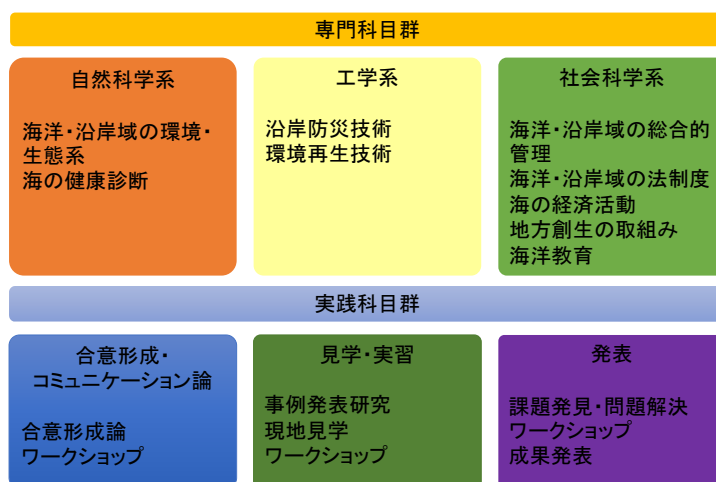 専門科目群
自然科学系
海洋・沿岸域の環境・
生態系
海の健康診断
工学系
沿岸防災技術
環境再生技術
社会科学系
海洋・沿岸域の総合的
管理
海洋・沿岸域の法制度
海の経済活動
地方創生の取組み
海洋教育
実践科目群
合意形成・
コミュニケーション論
合意形成論
ワークショップ
見学・実習
事例発表研究
現地見学
ワークショップ
発表
課題発見・問題解決
ワークショップ
成果発表